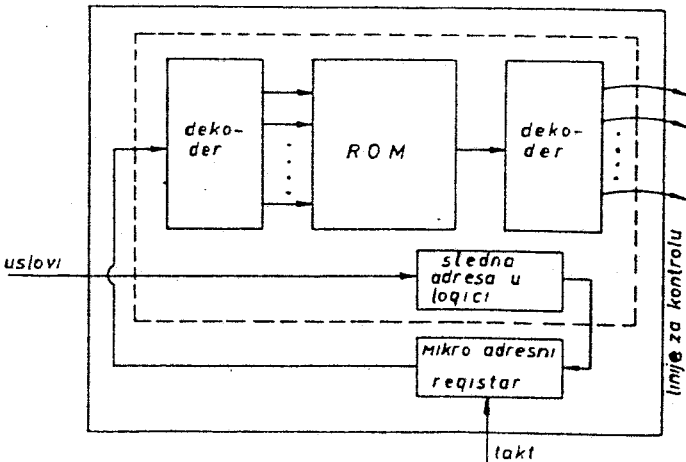 deko-
der
ROM
deko-
der
uslovi
sledna
adresa u
logici
mikro adresni
registar
linije za kontrolu
takt